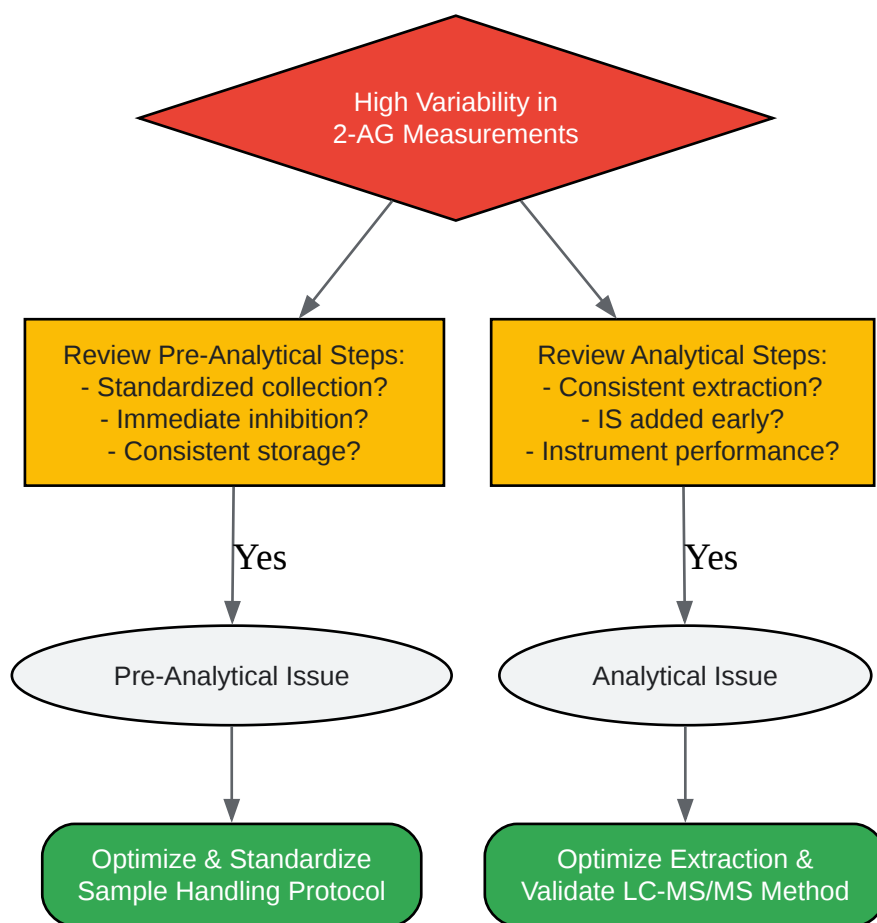 High Variability in
2-AG Measurements
Review Pre-Analytical Steps:
- Standardized collection?
- Immediate inhibition?
- Consistent storage?
Review Analytical Steps:
- Consistent extraction?
- IS added early?
- Instrument performance?
Yes
Yes
Pre-Analytical Issue
Analytical Issue
Optimize & Standardize
Sample Handling Protocol
Optimize Extraction &
Validate LC-MS/MS Method